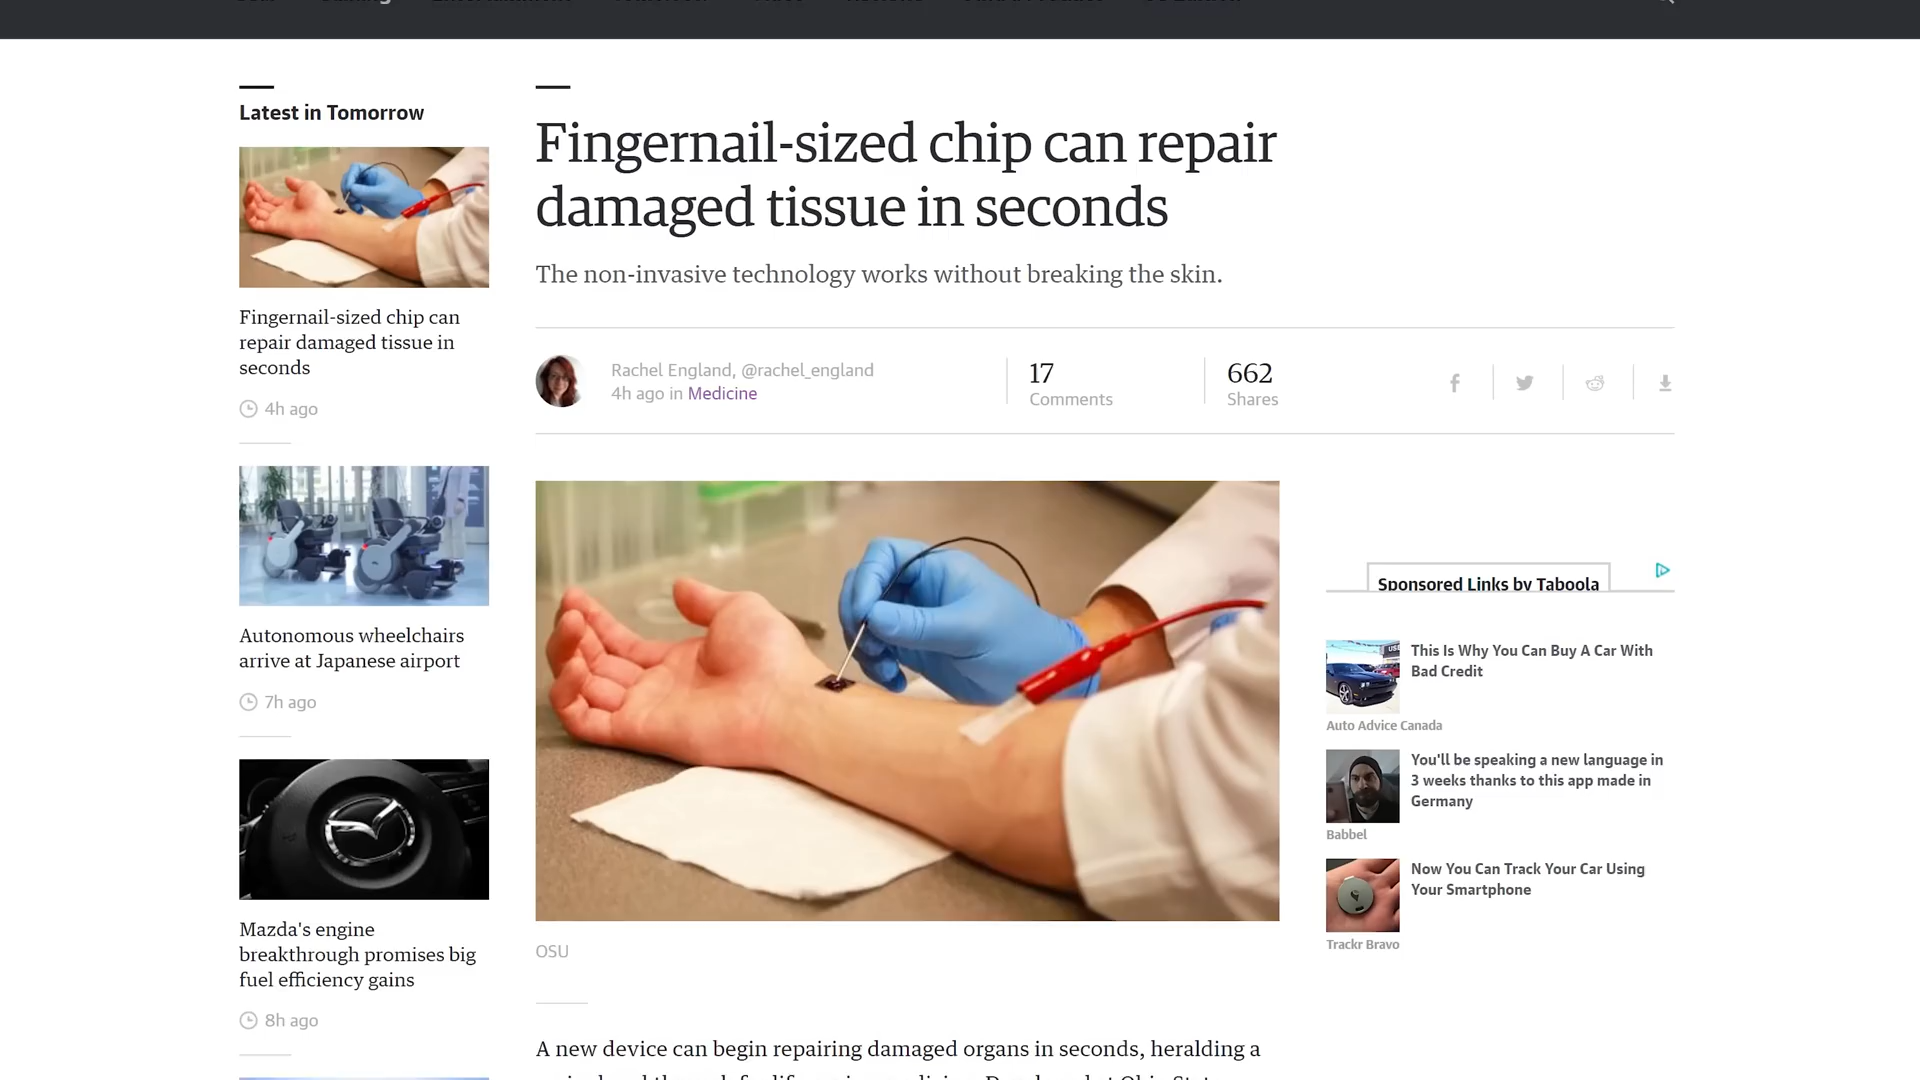 Latest in Tomorrow
Fingernail-sized chip can
repair damaged tissue in
seconds
4h ago
Autonomous wheelchairs
arrive at Japanese airport
7h ago
Mazda's engine
breakthrough promises big
fuel efficiency gains
8h ago
Fingernail-sized chip can repair
damaged tissue in seconds
The non-invasive technology works without breaking the skin.
Rachel England, @rachel_england
4h ago in Medicine
17
Comments
662
Shares
OSU
A new device can begin repairing damaged organs in seconds, heralding a
Sponsored Links by Taboola
This Is Why You Can Buy A Car With
Bad Credit
Auto Advice Canada
You'll be speaking a new language in
3 weeks thanks to this app made in
Germany
Babbel
Now You Can Track Your Car Using
Your Smartphone
Trackr Bravo